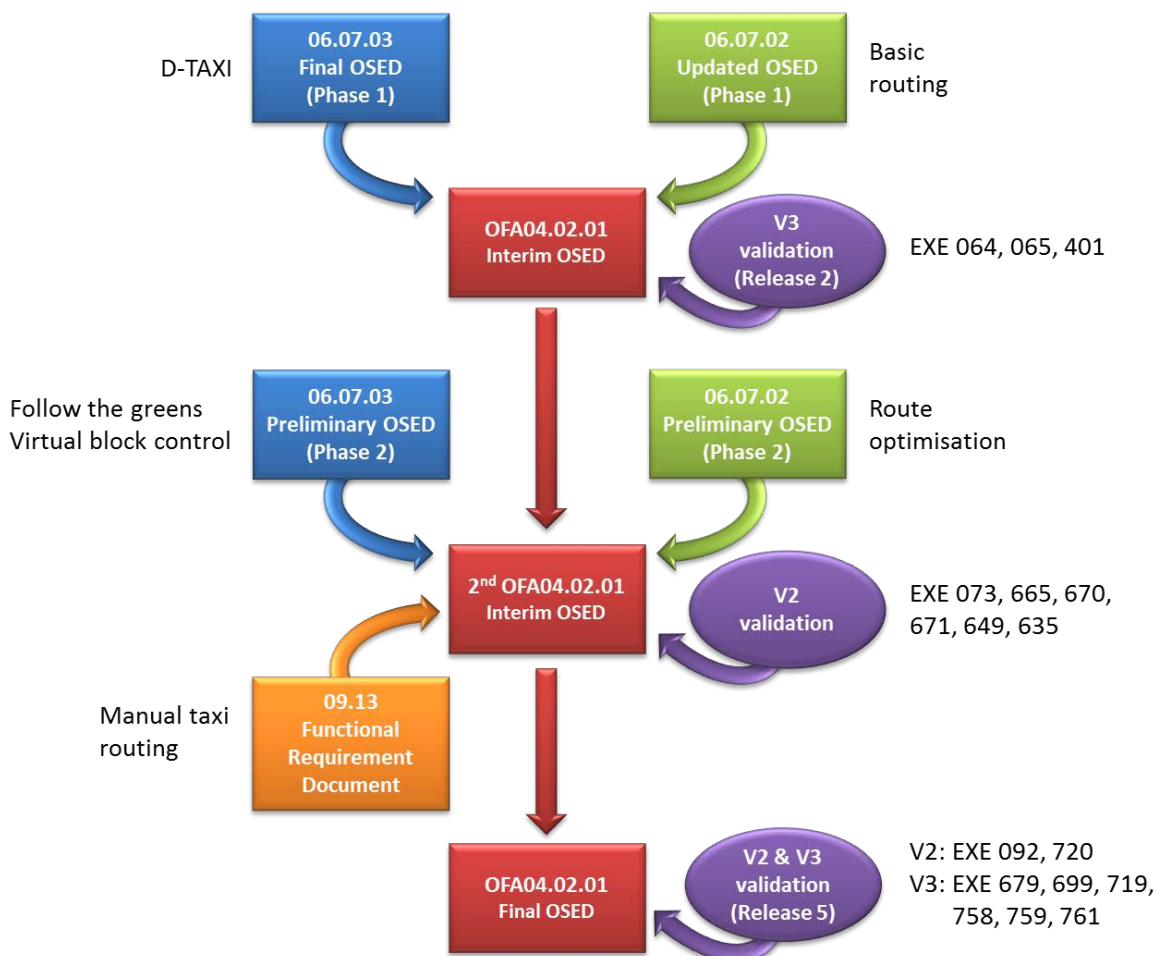 D-TAXI
06.07.03
Final OSED
(Phase 1)
06.07.02
Updated OSED
(Phase 1)
Basic
routing
OFA04.02.01
Interim OSED
V3
validation
(Release 2)
EXE 064, 065, 401
Follow the greens
Virtual block control
06.07.03
Preliminary OSED
(Phase 2)
06.07.02
Preliminary OSED
(Phase 2)
Route
optimisation
2nd OFA04.02.01
Interim OSED
V2
validation
EXE 073, 665, 670,
671, 649, 635
Manual taxi
routing
09.13
Functional
Requirement
Document
OFA04.02.01
Final OSED
V2 & V3
validation
(Release 5)
V2: EXE 092, 720
V3: EXE 679, 699, 719,
758, 759, 761